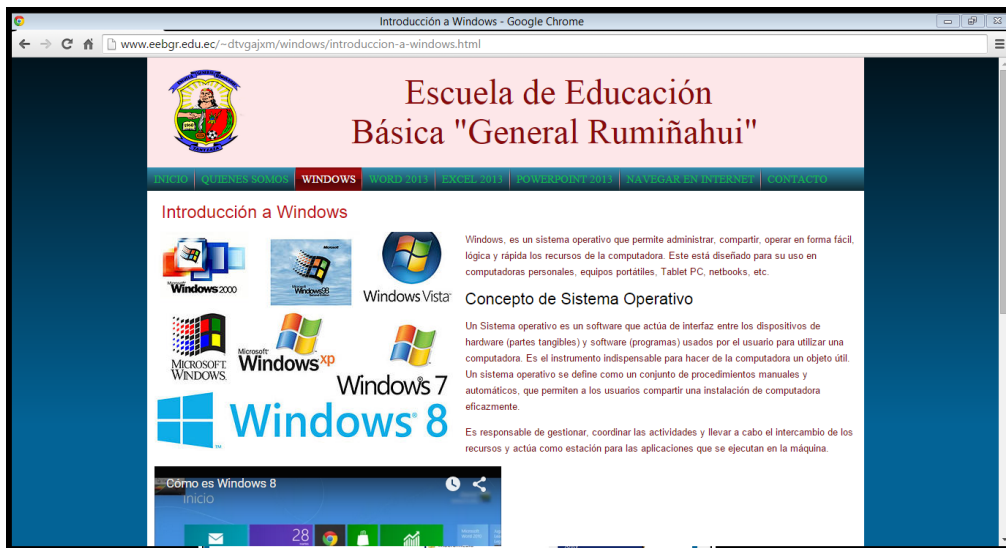 Introducción a Windows - Google Chrome
www.eebgr.edu.ec/~dtvgajxm/windows/introduccion-a-windows.html
Escuela de Educación
Básica "General Rumiñahui"
INICIO QUIENES SOMOS WINDOWS WORD 2013 EXCEL 2013 POWERPOINT 2013 NAVEGAR EN INTERNET CONTACTO
Introducción a Windows
Microsoft
Windows 2000
Microsoft
Windows98
Windows Vista
MICROSOFT
WINDOWS
Microsoft
Windows xp
Windows 7
Windows 8
Windows, es un sistema operativo que permite administrar, compartir, operar en forma fácil,
lógica y rápida los recursos de la computadora. Este está diseñado para su uso en
computadoras personales, equipos portátiles, Tablet PC, netbooks, etc.
Concepto de Sistema Operativo
Un Sistema operativo es un software que actúa de interfaz entre los dispositivos de
hardware (partes tangibles) y software (programas) usados por el usuario para utilizar una
computadora. Es el instrumento indispensable para hacer de la computadora un objeto útil.
Un sistema operativo se define como un conjunto de procedimientos manuales y
automáticos, que permiten a los usuarios compartir una instalación de computadora
eficazmente.
Es responsable de gestionar, coordinar las actividades y llevar a cabo el intercambio de los
recursos y actúa como estación para las aplicaciones que se ejecutan en la máquina.
Cómo es Windows 8
Inicio
28